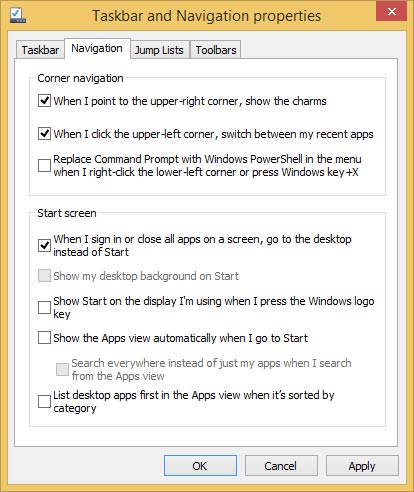 Taskbar and Navigation properties
Taskbar
Navigation
Jump Lists
Toolbars
Corner navigation
When I point to the upper-right corner, show the charms
When I click the upper-left corner, switch between my recent apps
Replace Command Prompt with Windows PowerShell in the menu
when I right-click the lower-left corner or press Windows key+X
Start screen
When I sign in or close all apps on a screen, go to the desktop
instead of Start
Show my desktop background on Start
Show Start on the display I'm using when I press the Windows logo
key
Show the Apps view automatically when I go to Start
Search everywhere instead of just my apps when I search
from the Apps view
List desktop apps first in the Apps view when it's sorted by
category
OK
Cancel
Apply